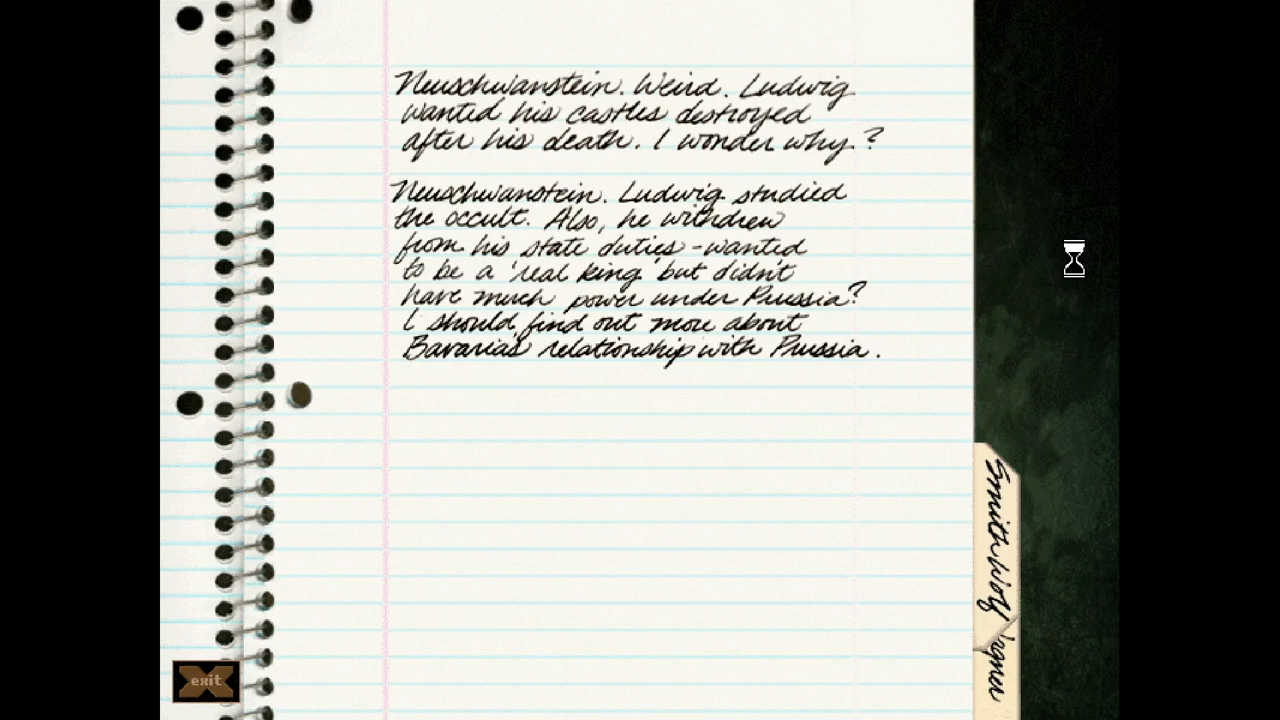 Neuschwanstein. Weird. Ludwig
wanted his castles destroyed
after his death. I wonder why?
Neuschwanstein. Ludwig studied
the occult. Also, he withdrew
from his state duties - wanted
to be a 'real king' but didn't
have much power under Prussia?
I should find out more about
Bavaria's relationship with Prussia.
Smith Wolf
exit